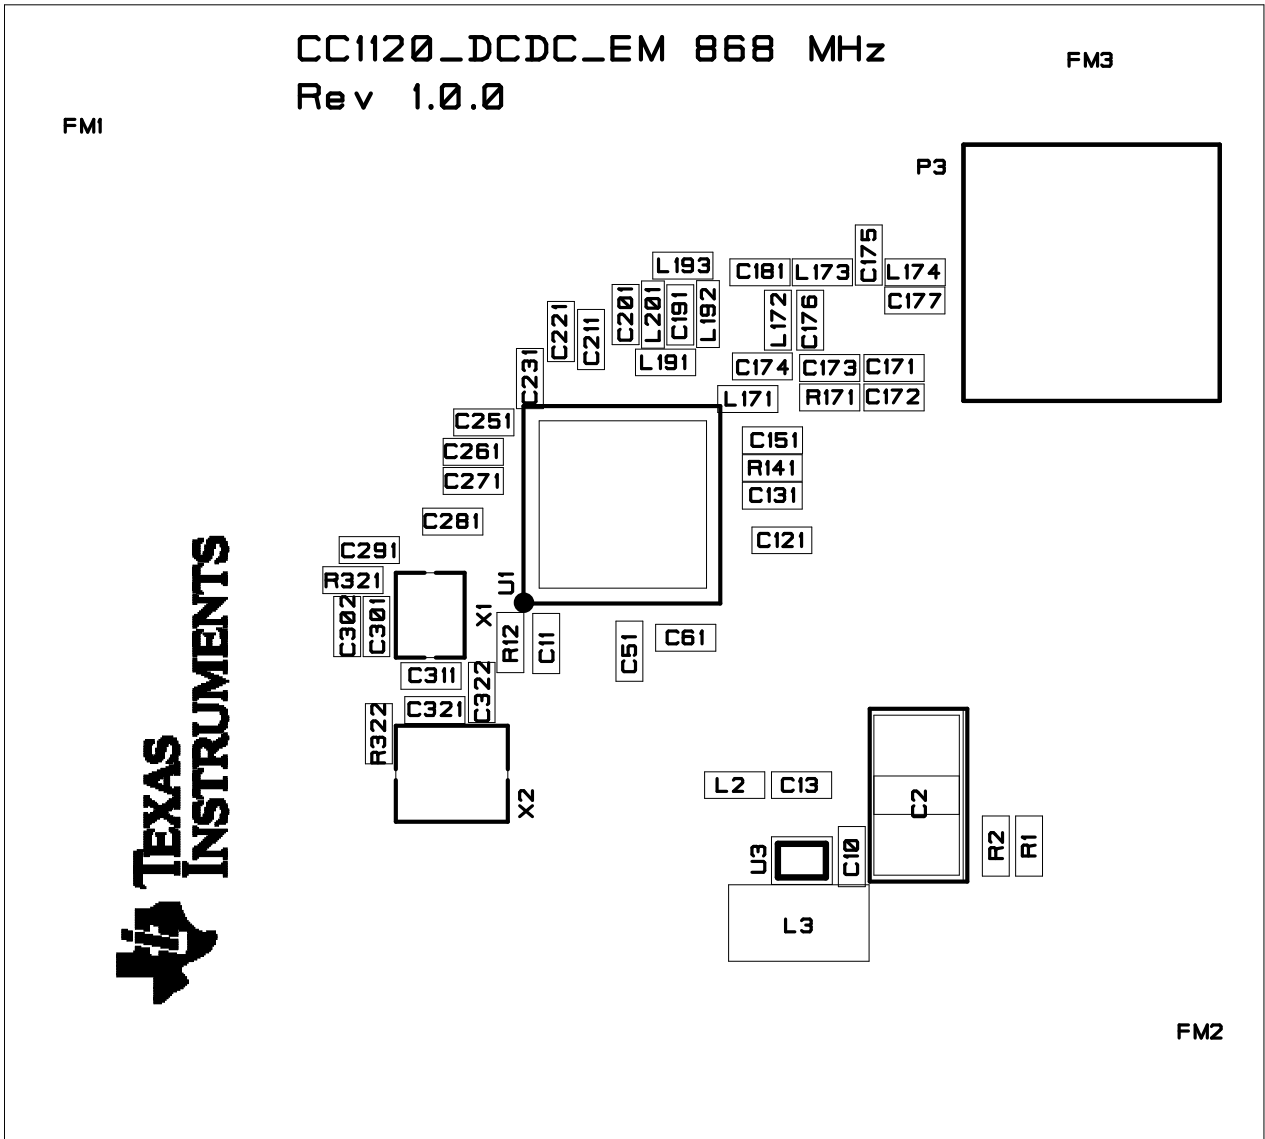 CC1120_DCDC_EM 868 MHz
Rev 1.0.0
FM3
FM1
P3
C175
L193
C181
L173
L174
C177
C201
L201
C191
L192
L172
C176
C221
C211
L191
C231
C174
C173
C171
L171
R171
C172
C251
C261
C271
C151
R141
C131
C281
C121
C291
R321
C302
C301
X1
U1
R12
C11
C51
C61
C311
C322
C321
R322
X2
TEXAS
INSTRUMENTS
L2
C13
C2
U3
C10
R2
R1
L3
FM2